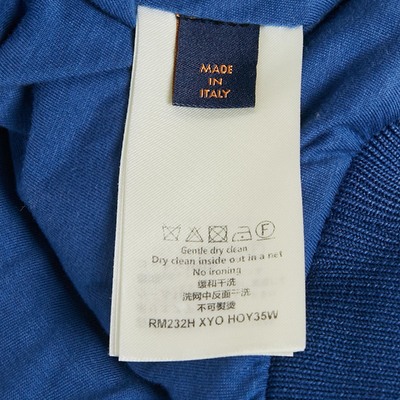 MADE
IN
ITALY
F
Gentle dry clean
Dry clean inside out in a net
No ironing
缓和干洗
洗网中反面一洗
不可熨烫
RM232H XYO HOY35W